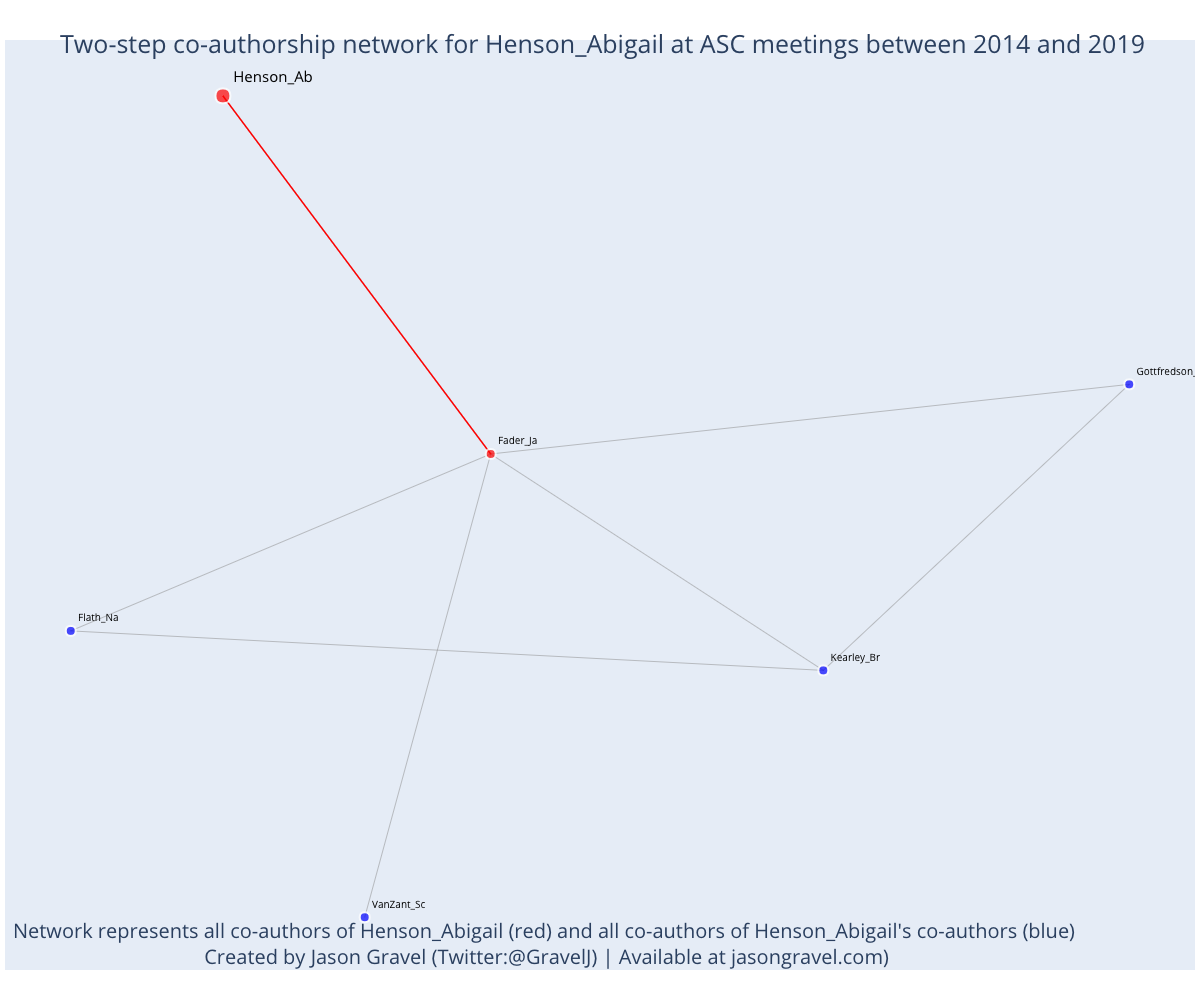 Two-step co-authorship network for Henson_Abigail at ASC meetings between 2014 and 2019
Henson_Ab
Gottfredson_
Fader_Ja
Flath_Na
Kearley_Br
VanZant_Sc
Network represents all co-authors of Henson_Abigail (red) and all co-authors of Henson_Abigail's co-authors (blue)
Created by Jason Gravel (Twitter:@GravelJ) | Available at jasongravel.com)